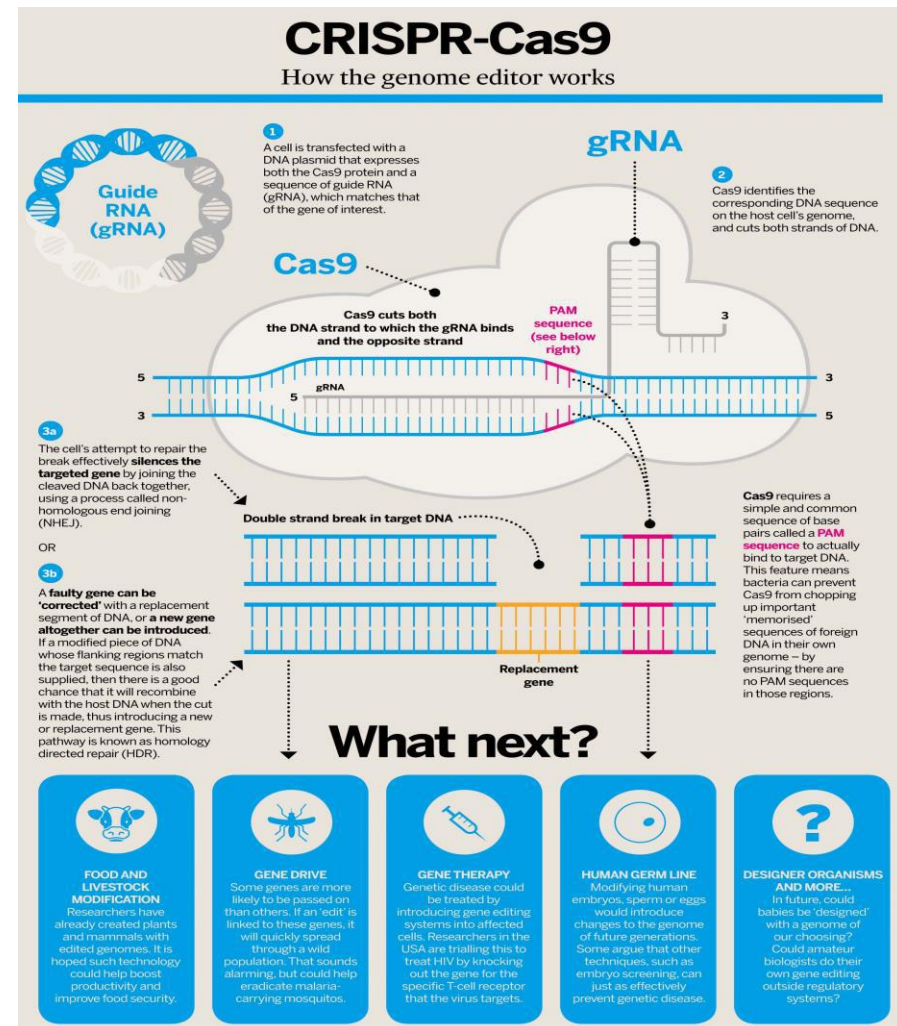 CRISPR-Cas9
How the genome editor works
Guide
RNA
(gRNA)
1
A cell is transfected with a
DNA plasmid that expresses
both the Cas9 protein and a
sequence of guide RNA
(gRNA), which matches that
of the gene of interest.
gRNA
2
Cas9 identifies the
corresponding DNA sequence
on the host cell's genome,
and cuts both strands of DNA.
Cas9
Cas9 cuts both
the DNA strand to which the gRNA binds
and the opposite strand
PAM
sequence
(see below
right)
3
5
3
gRNA
5
3
5
3a
The cell's attempt to repair the
break effectively silences the
targeted gene by joining the
cleaved DNA back together,
using a process called non-
homologous end joining
(NHEJ).
OR
3b
A faulty gene can be
'corrected' with a replacement
segment of DNA, or a new gene
altogether can be introduced.
If a modified piece of DNA
whose flanking regions match
the target sequence is also
supplied, then there is a good
chance that it will recombine
with the host DNA when the cut
is made, thus introducing a new
or replacement gene. This
pathway is known as homology
directed repair (HDR).
Double strand break in target DNA
Replacement
gene
Cas9 requires a
simple and common
sequence of base
pairs called a PAM
sequence to actually
bind to target DNA.
This feature means
bacteria can prevent
Cas9 from chopping
up important
'memorised'
sequences of foreign
DNA in their own
genome – by
ensuring there are
no PAM sequences
in those regions.
What next?
FOOD AND
LIVESTOCK
MODIFICATION
Researchers have
already created plants
and mammals with
edited genomes. It is
hoped such technology
could help boost
productivity and
improve food security.
GENE DRIVE
Some genes are more
likely to be passed on
than others. If an 'edit' is
linked to these genes, it
will quickly spread
through a wild
population. That sounds
alarming, but could help
eradicate malaria-
carrying mosquitos.
GENE THERAPY
Genetic disease could
be treated by
introducing gene editing
systems into affected
cells. Researchers in the
USA are trialling this to
treat HIV by knocking
out the gene for the
specific T-cell receptor
that the virus targets.
HUMAN GERM LINE
Modifying human
embryos, sperm or eggs
would introduce
changes to the genome
of future generations.
Some argue that other
techniques, such as
embryo screening, can
just as effectively
prevent genetic disease.
?
DESIGNER ORGANISMS
AND MORE...
In future, could
babies be 'designed'
with a genome of
our choosing?
Could amateur
biologists do their
own gene editing
outside regulatory
systems?